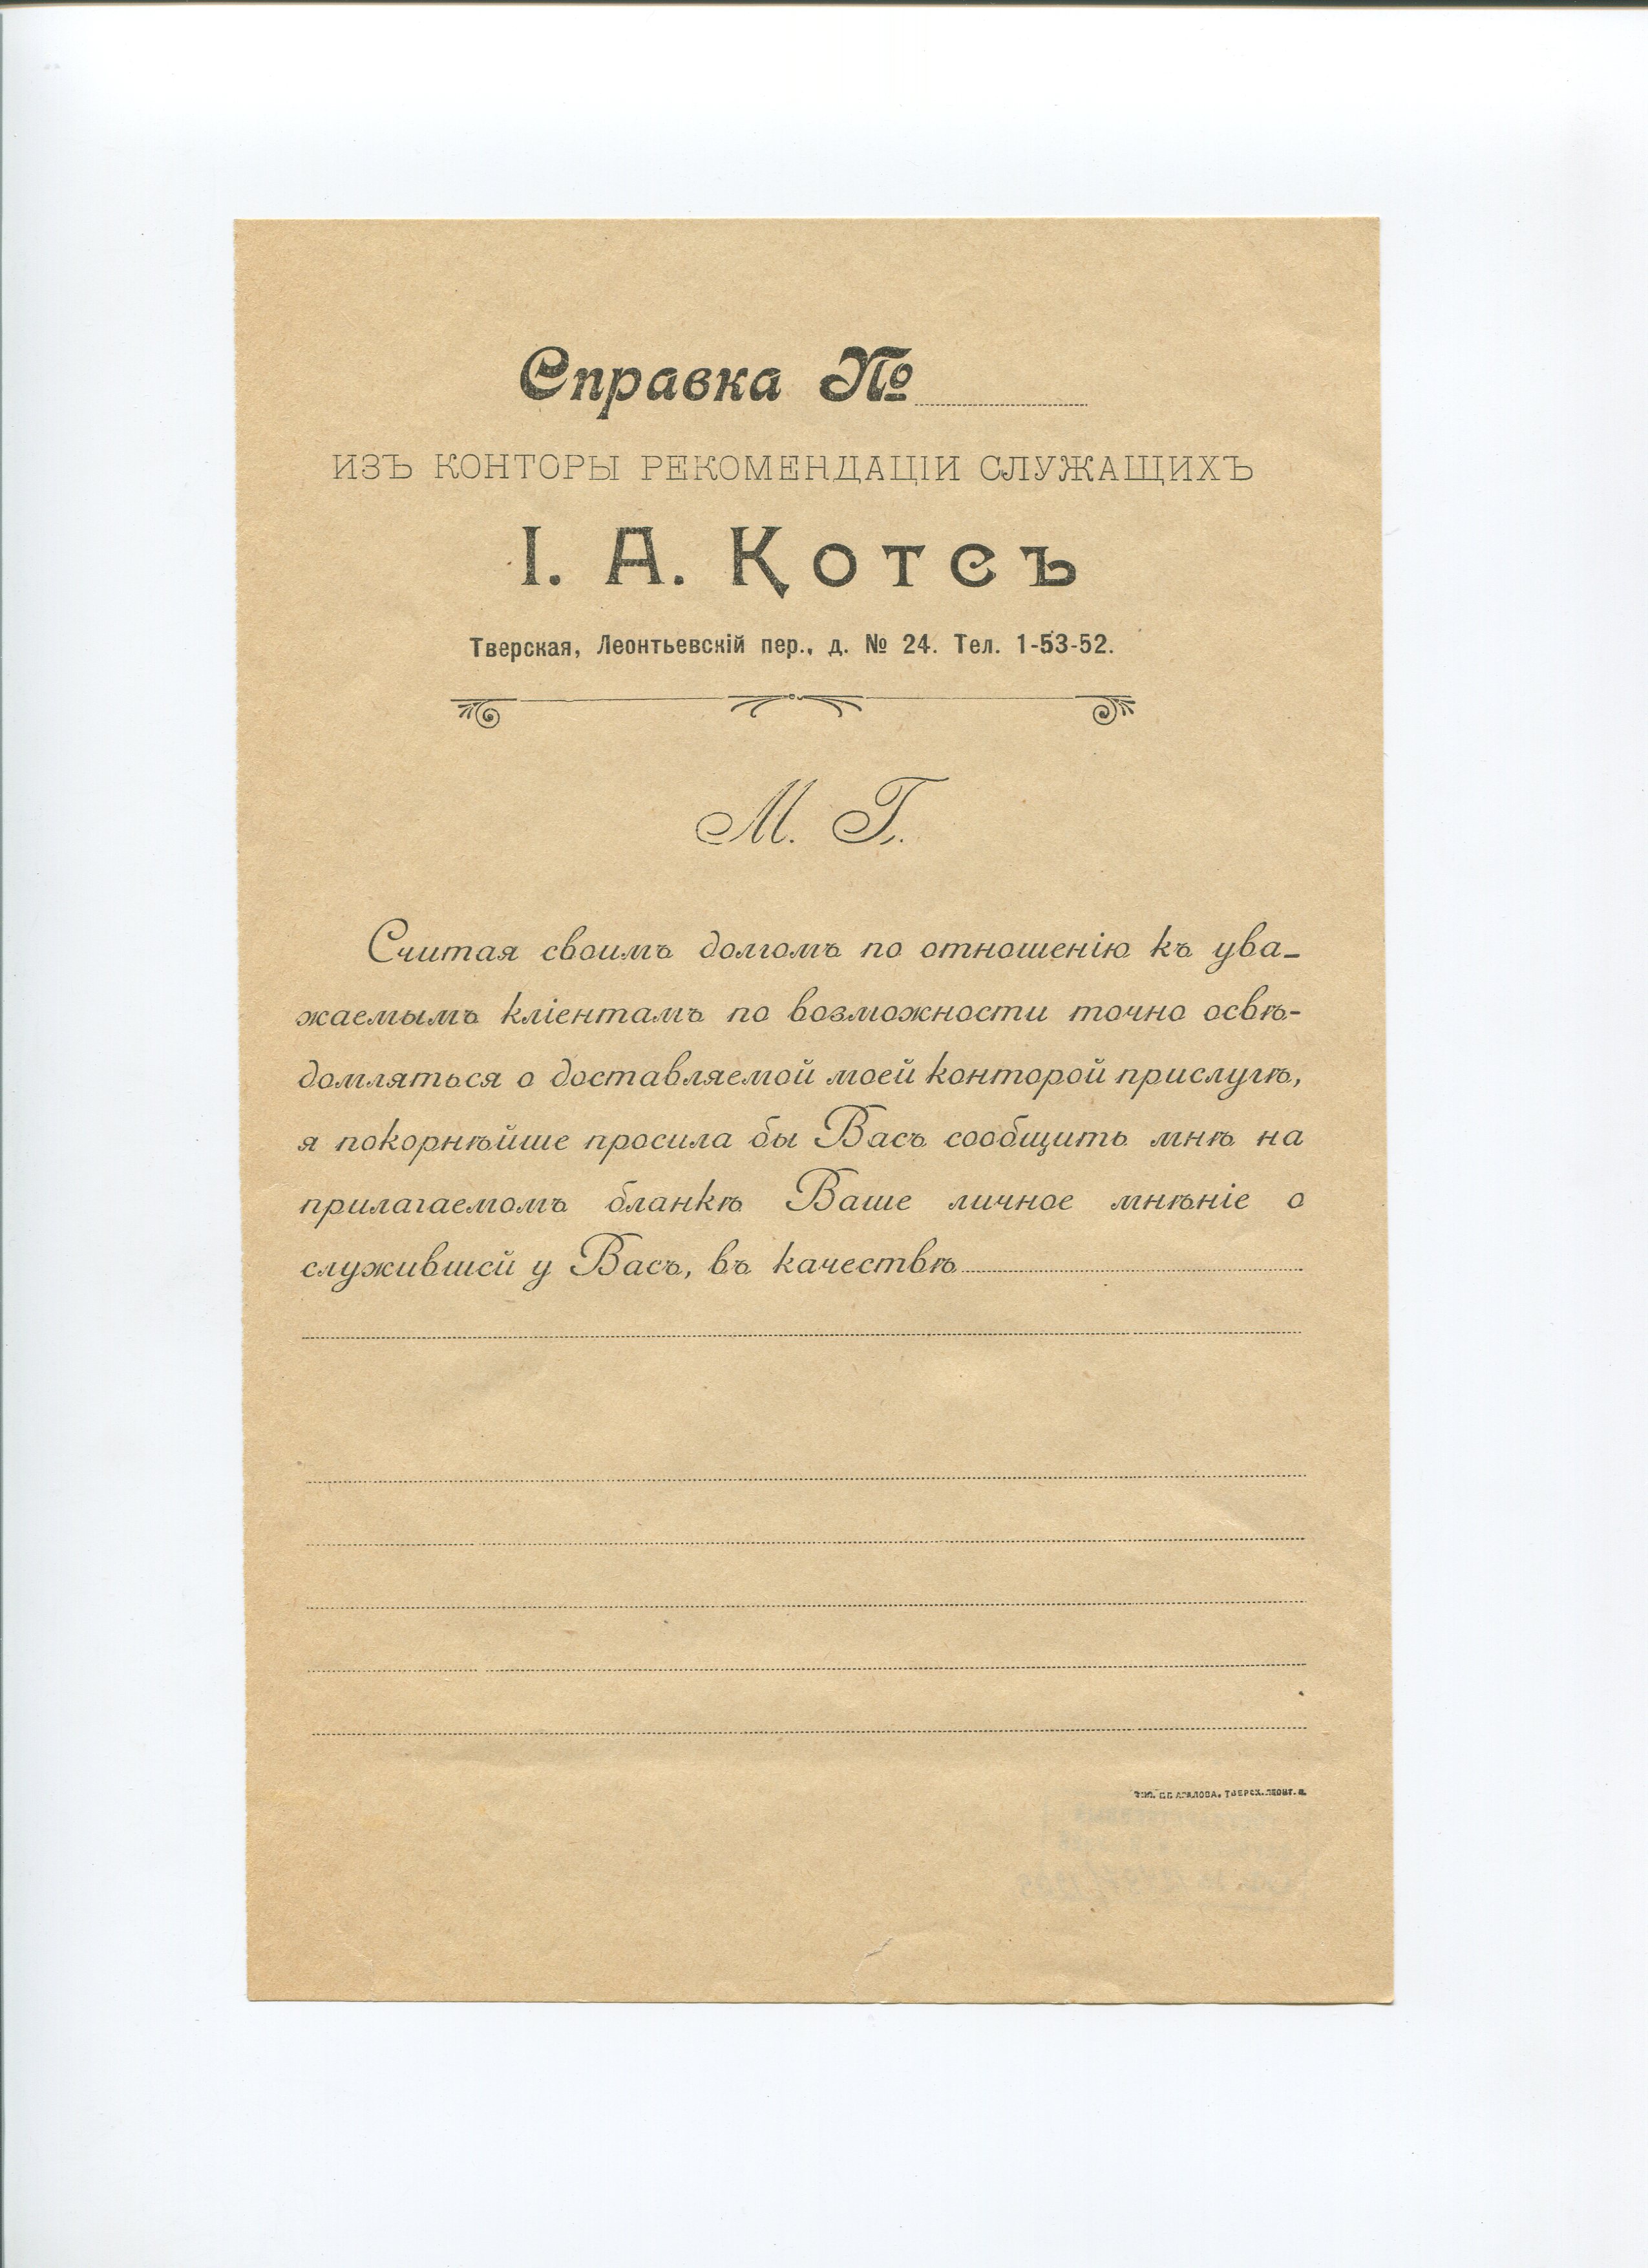 Справка №
ИЗЪ КОНТОРЫ РЕКОМЕНДАЦІИ СЛУЖАЩИХЪ
І. А. Котсъ
Тверская, Леонтьевскій пер., д. № 24. Тел. 1-53-52.
М. Г.
Считая своимъ долгомъ по отношенію къ ува-
жаемымъ кліентамъ по возможности точно освѣ-
домляться о доставляемой моей конторой прислугѣ,
я покорнѣйше просила бы Васъ сообщить мнѣ на
прилагаемомъ бланкѣ Ваше личное мнѣніе о
служившей у Васъ, въ качествѣ